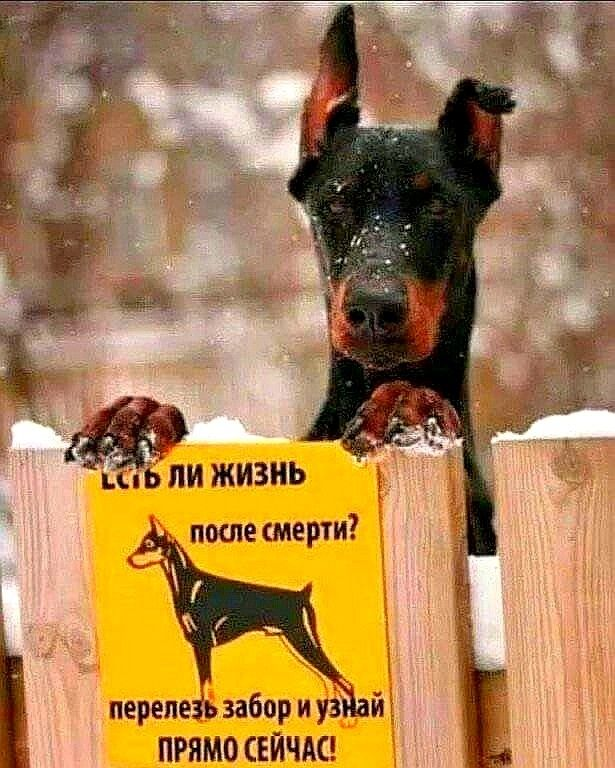 ЕСТЬ ЛИ ЖИЗНЬ
после смерти?
перелезь забор и узнай
ПРЯМО СЕЙЧАС!